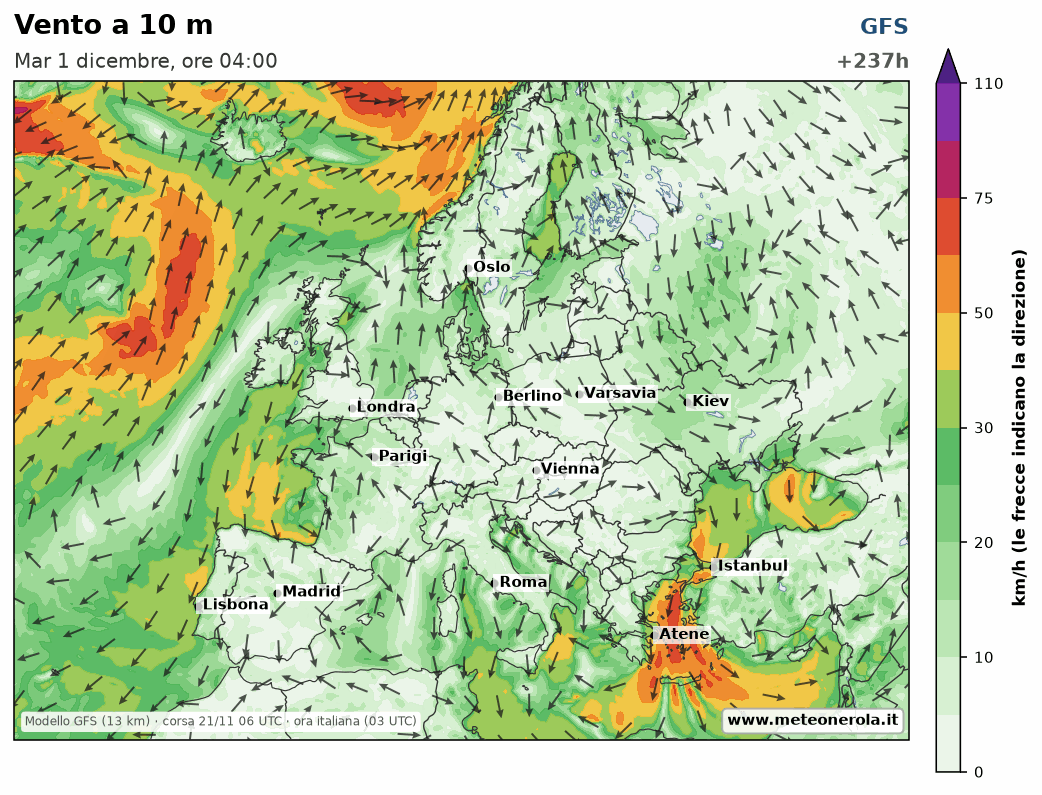 Vento a 10 m
GFS
Mar 1 dicembre, ore 04:00
+237h
110
75
50
30
20
10
0
km/h (le frecce indicano la direzione)
Oslo
Londra
Berlino
Varsavia
Kiev
Parigi
Vienna
Istanbul
Roma
Madrid
Lisbona
Atene
Modello GFS (13 km) · corsa 21/11 06 UTC · ora italiana (03 UTC)
www.meteonerola.it